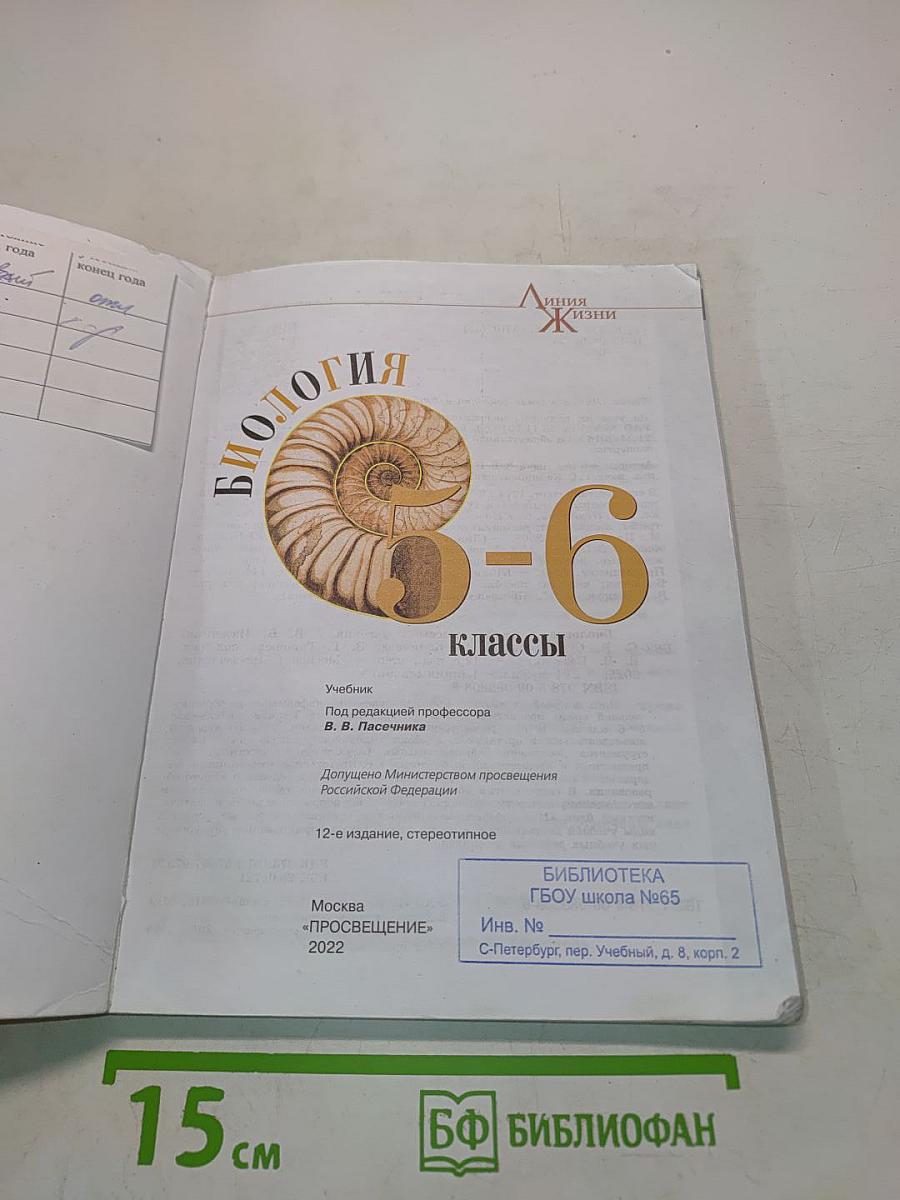 года
конец года
отл
Линия
Жизни
БИОЛОГИЯ
5-6
классы
Учебник
Под редакцией профессора
В. В. Пасечника
Допущено Министерством просвещения
Российской Федерации
12-е издание, стереотипное
Москва
«ПРОСВЕЩЕНИЕ»
2022
БИБЛИОТЕКА
ГБОУ школа №65
Инв. №
С-Петербург, пер. Учебный, д. 8, корп. 2
15 см
БФ БИБЛИОФАН